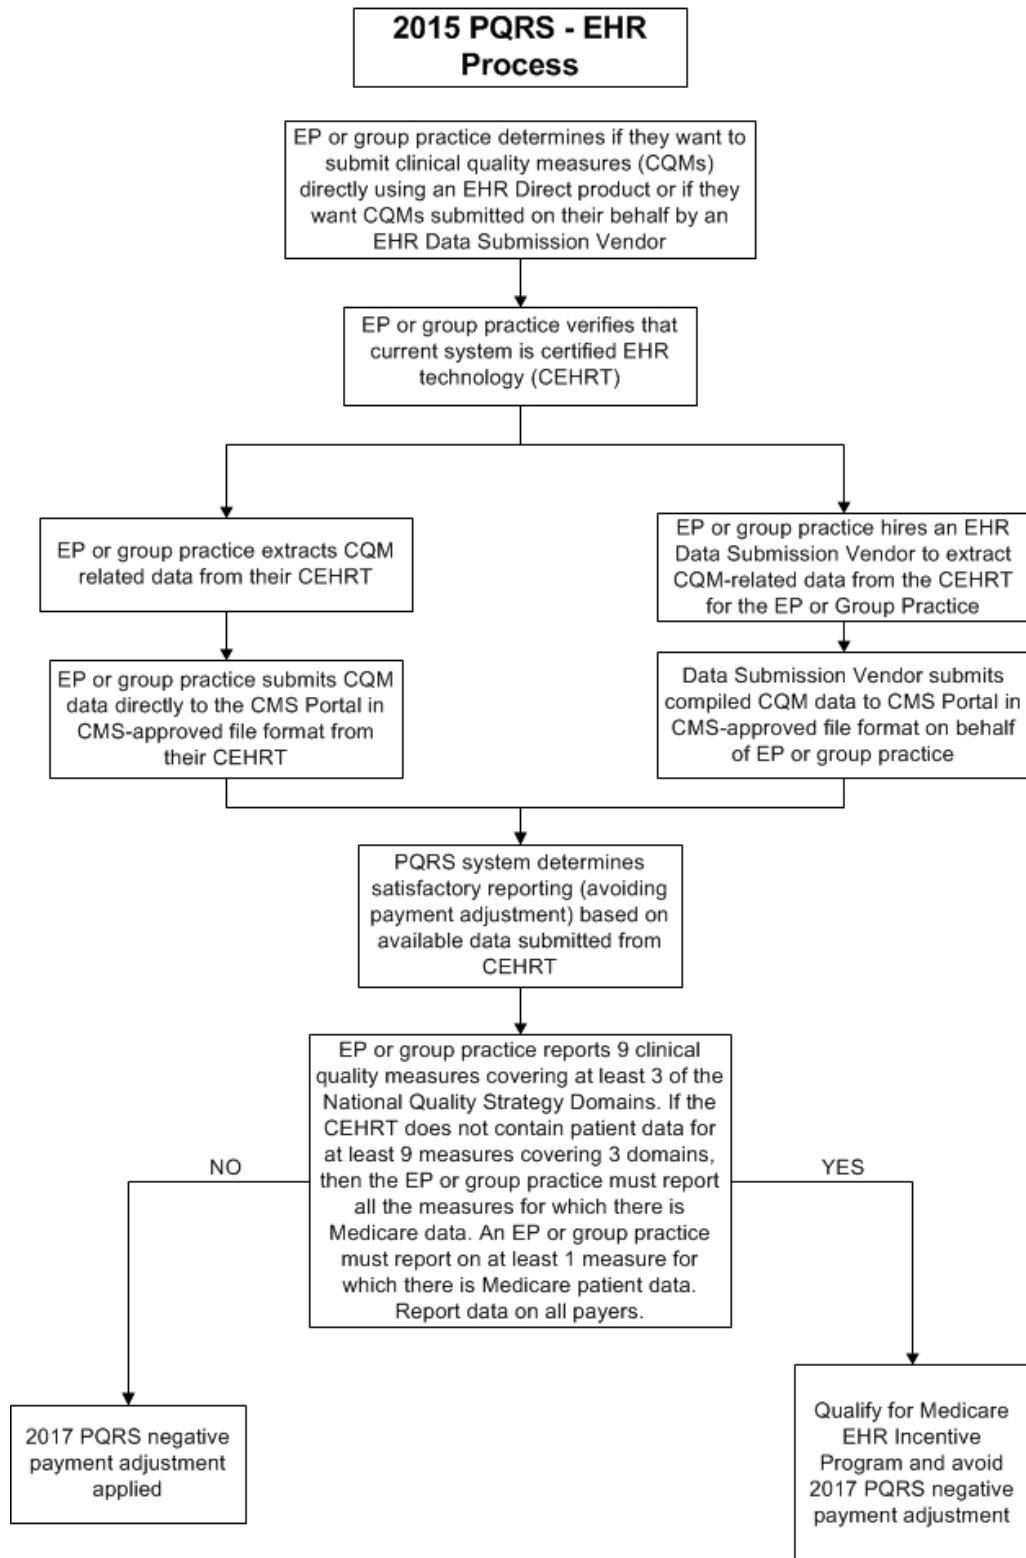 2015 PQRS - EHR
Process
EP or group practice determines if they want to
submit clinical quality measures (CQMs)
directly using an EHR Direct product or if they
want CQMs submitted on their behalf by an
EHR Data Submission Vendor
EP or group practice verifies that
current system is certified EHR
technology (CEHRT)
EP or group practice extracts CQM
related data from their CEHRT
EP or group practice hires an EHR
Data Submission Vendor to extract
CQM-related data from the CEHRT
for the EP or Group Practice
EP or group practice submits CQM
data directly to the CMS Portal in
CMS-approved file format from
their CEHRT
Data Submission Vendor submits
compiled CQM data to CMS Portal in
CMS-approved file format on behalf
of EP or group practice
PQRS system determines
satisfactory reporting (avoiding
payment adjustment) based on
available data submitted from
CEHRT
EP or group practice reports 9 clinical
quality measures covering at least 3 of the
National Quality Strategy Domains. If the
CEHRT does not contain patient data for
at least 9 measures covering 3 domains,
then the EP or group practice must report
all the measures for which there is
Medicare data. An EP or group practice
must report on at least 1 measure for
which there is Medicare patient data.
Report data on all payers.
NO
YES
2017 PQRS negative
payment adjustment
applied
Qualify for Medicare
EHR Incentive
Program and avoid
2017 PQRS negative
payment adjustment